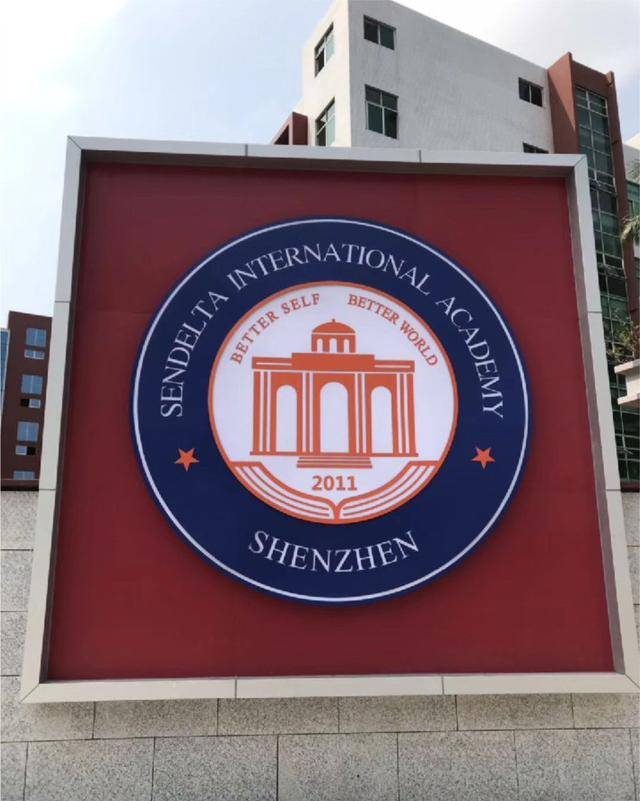 SENDELTA INTERNATIONAL ACADEMY
BETTER SELF BETTER WORLD
2011
SHENZHEN